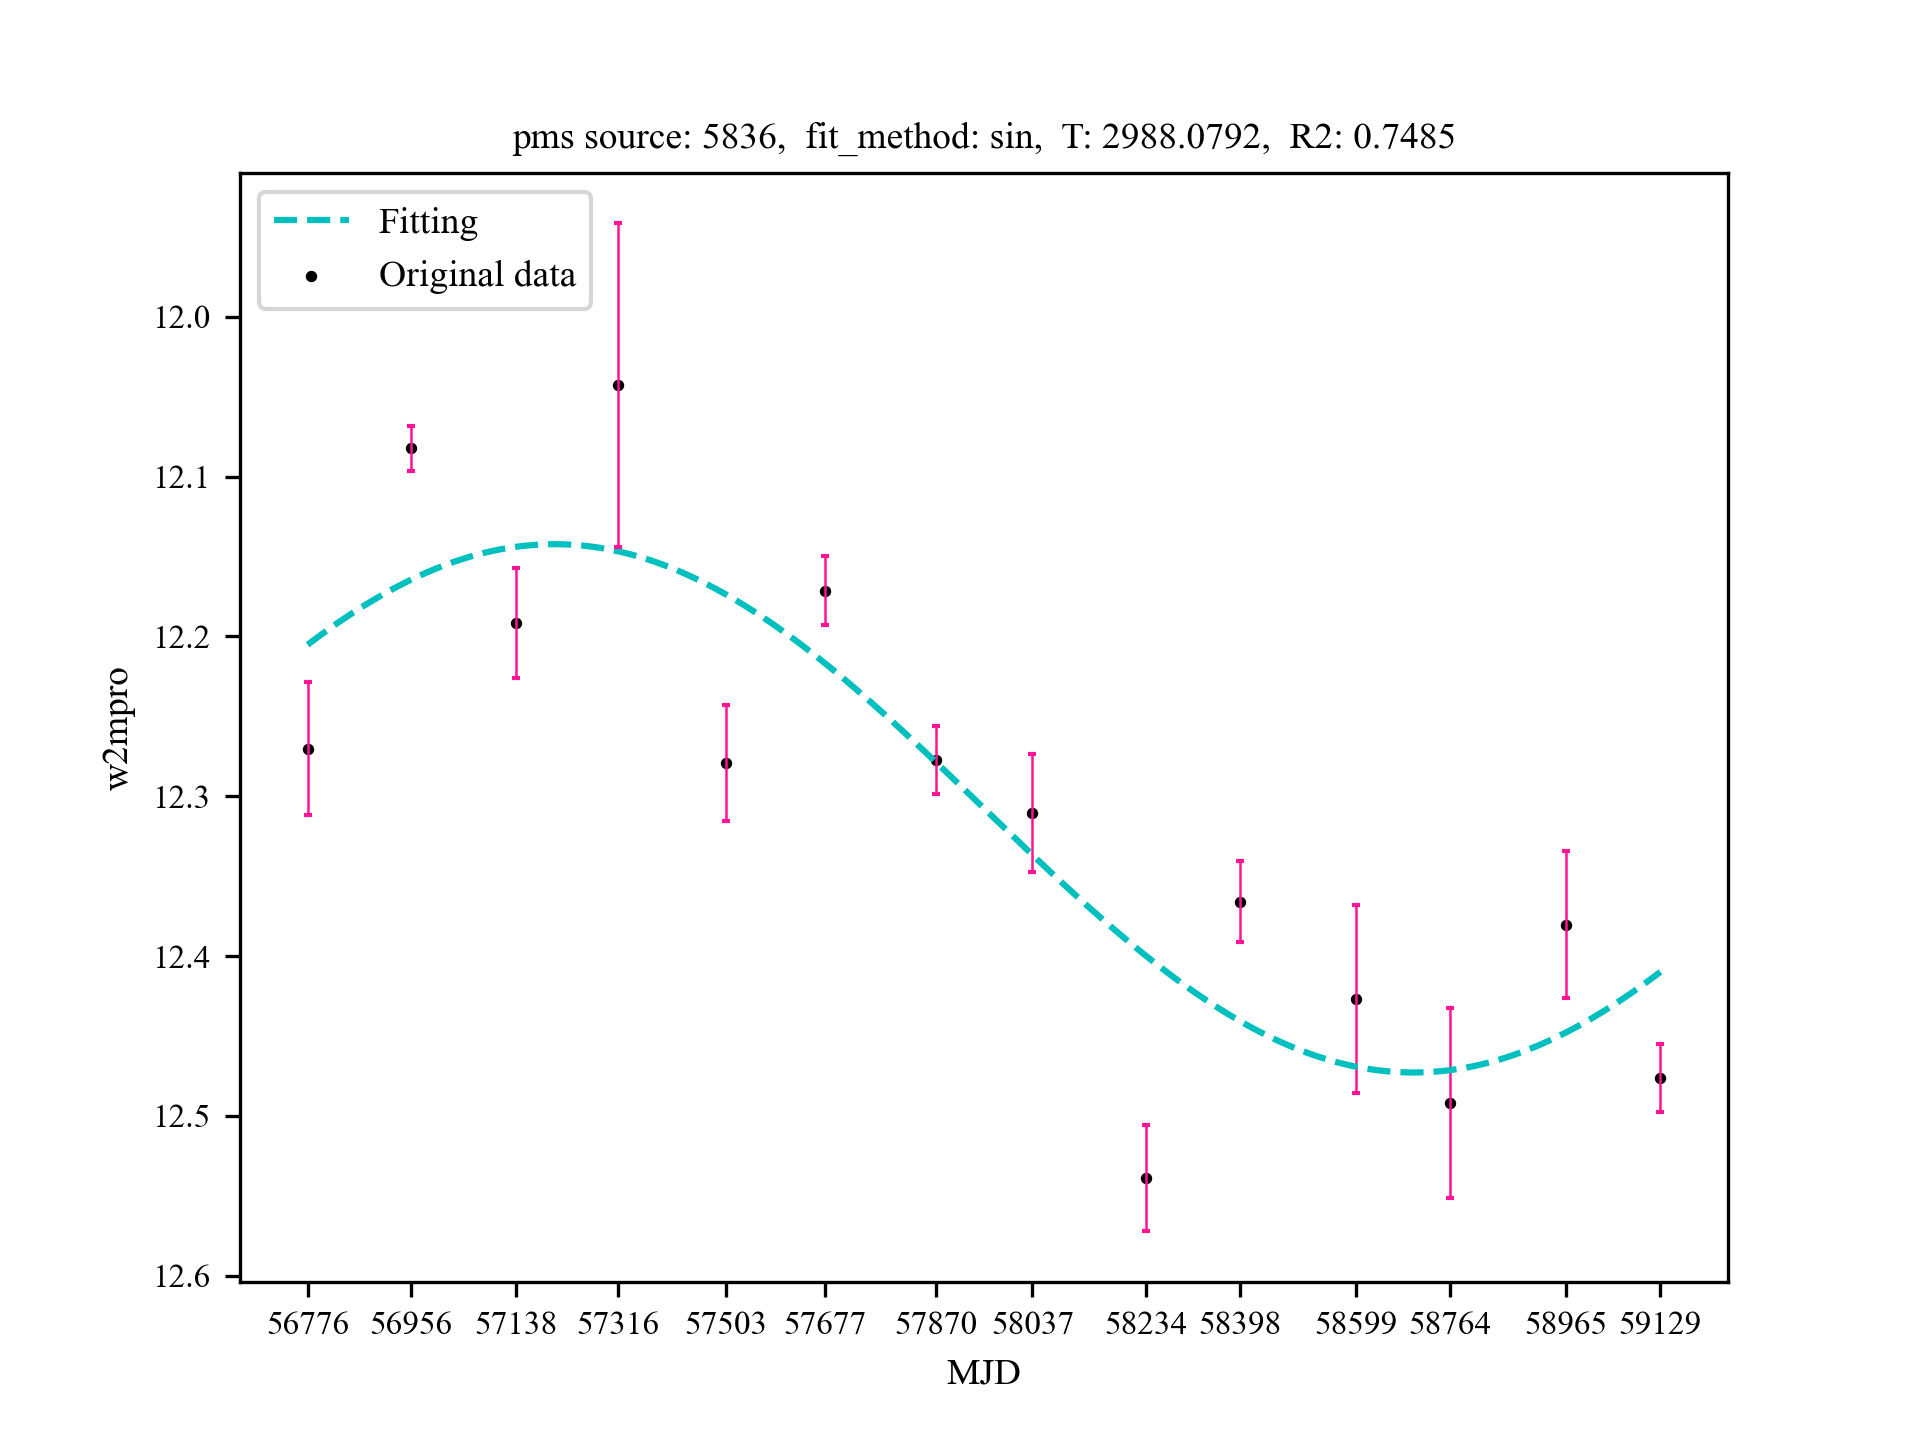 pms source: 5836,  fit_method: sin,  T: 2988.0792,  R2: 0.7485
Fitting
Original data
12.0
12.1
12.2
12.3
12.4
12.5
12.6
w2mpro
56776 56956 57138 57316 57503 57677 57870 58037 58234 58398 58599 58764 58965 59129
MJD